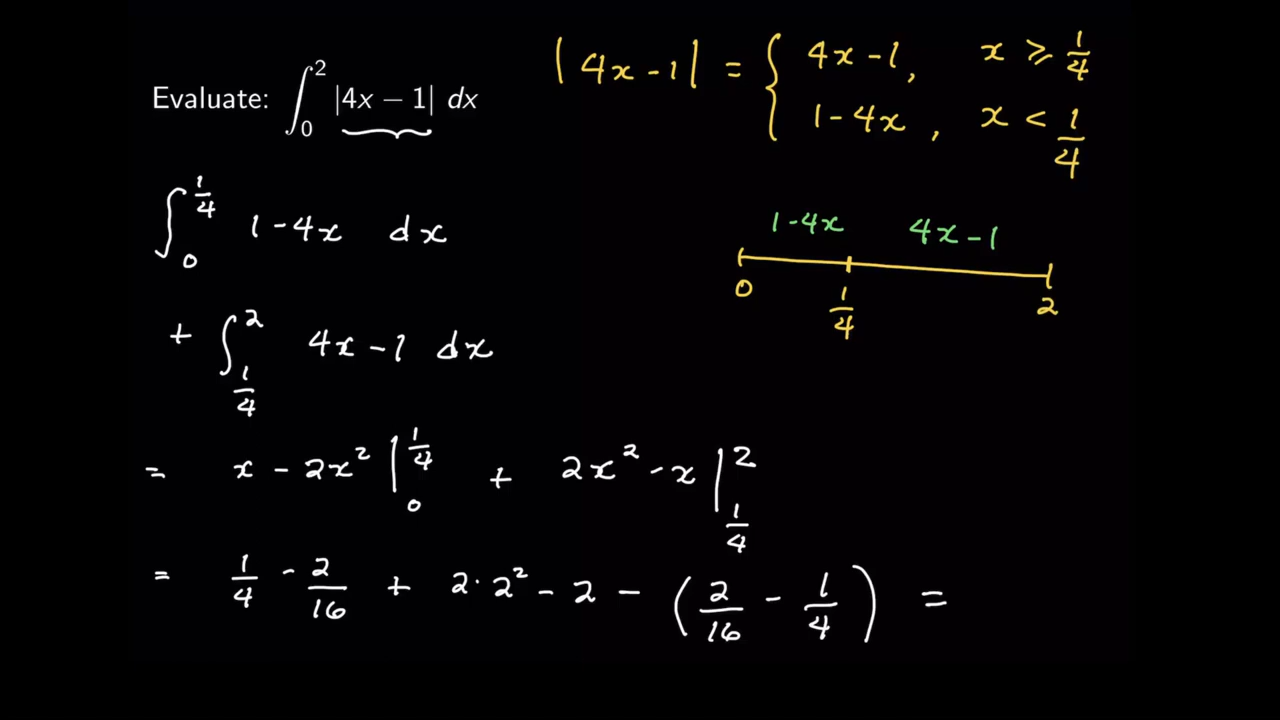 Evaluate: ∫₀² |4x − 1| dx
|4x − 1| = { 4x − 1, x ⩾ 1/4
1 − 4x, x < 1/4
∫₀^{1/4} 1 − 4x dx
1 − 4x 4x − 1
0 1/4 2
+ ∫_{1/4}^2 4x − 1 dx
= x − 2x² |₀^{1/4} + 2x² − x |_{1/4}^2
= 1/4 − 2/16 + 2·2² − 2 − (2/16 − 1/4) =